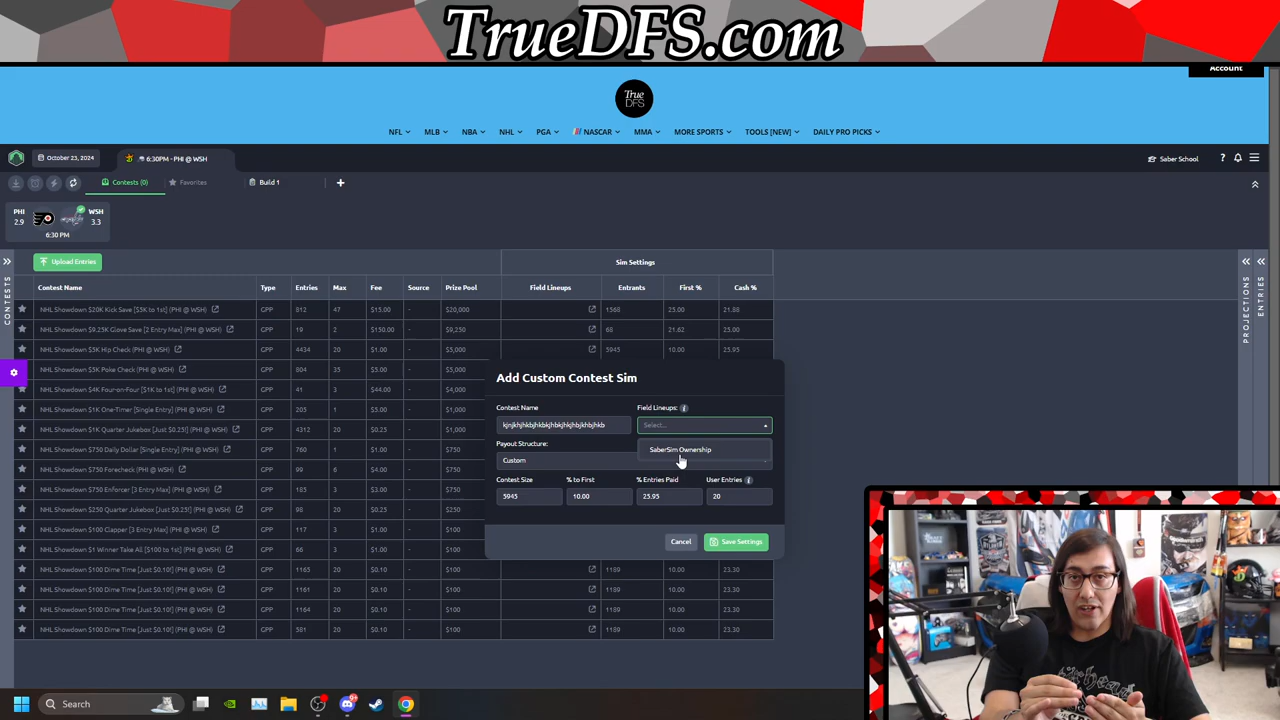 TrueDFS.com
Account
True
DFS
NFL MLB NBA NHL PGA NASCAR MMA MORE SPORTS TOOLS [NEW] DAILY PRO PICKS
October 23, 2024 6:30PM - PHI @ WSH Saber School ?
Contests (0) Favorites Build 1 +
PHI WSH
2.9 3.3
6:30 PM
CONTESTS
PROJECTIONS
ENTRIES
Upload Entries Sim Settings
Contest Name Type Entries Max Fee Source Prize Pool Field Lineups Entrants First % Cash %
NHL Showdown $20K Kick Save [$5K to 1st] (PHI @ WSH) GPP 812 47 $15.00 - $20,000 1568 25.00 21.88
NHL Showdown $9.25K Glove Save [2 Entry Max] (PHI @ WSH) GPP 19 2 $150.00 - $9,250 68 21.62 25.00
NHL Showdown $5K Hip Check (PHI @ WSH) GPP 4434 20 $1.00 - $5,000 5945 10.00 25.95
NHL Showdown $5K Poke Check (PHI @ WSH) GPP 804 35 $5.00 - $5,000
NHL Showdown $4K Four-on-Four [$1K to 1st] (PHI @ WSH) GPP 41 3 $44.00 - $4,000
NHL Showdown $1K One-Timer [Single Entry] (PHI @ WSH) GPP 205 1 $5.00 - $1,000
NHL Showdown $1K Quarter Jukebox [Just $0.25!] (PHI @ WSH) GPP 4312 20 $0.25 - $1,000
NHL Showdown $750 Daily Dollar [Single Entry] (PHI @ WSH) GPP 760 1 $1.00 - $750
NHL Showdown $750 Forecheck (PHI @ WSH) GPP 99 6 $4.00 - $750
NHL Showdown $750 Enforcer [3 Entry Max] (PHI @ WSH) GPP 185 3 $3.00 - $750
NHL Showdown $250 Quarter Jukebox [Just $0.25!] (PHI @ WSH) GPP 98 20 $0.25 - $250
NHL Showdown $100 Clapper [3 Entry Max] (PHI @ WSH) GPP 117 3 $1.00 - $100
NHL Showdown $1 Winner Take All [$100 to 1st] (PHI @ WSH) GPP 66 3 $1.00 - $100
NHL Showdown $100 Dime Time [Just $0.10!] (PHI @ WSH) GPP 1165 20 $0.10 - $100 1189 10.00 23.30
NHL Showdown $100 Dime Time [Just $0.10!] (PHI @ WSH) GPP 1161 20 $0.10 - $100 1189 10.00 23.30
NHL Showdown $100 Dime Time [Just $0.10!] (PHI @ WSH) GPP 1164 20 $0.10 - $100 1189 10.00 23.30
NHL Showdown $100 Dime Time [Just $0.10!] (PHI @ WSH) GPP 581 20 $0.10 - $100 1189 10.00 23.30
Add Custom Contest Sim
Contest Name Field Lineups:
Select...
SaberSim Ownership
Payout Structure:
Custom
Contest Size % to First % Entries Paid User Entries
5945 10.00 25.95 20
Cancel Save Settings
Search